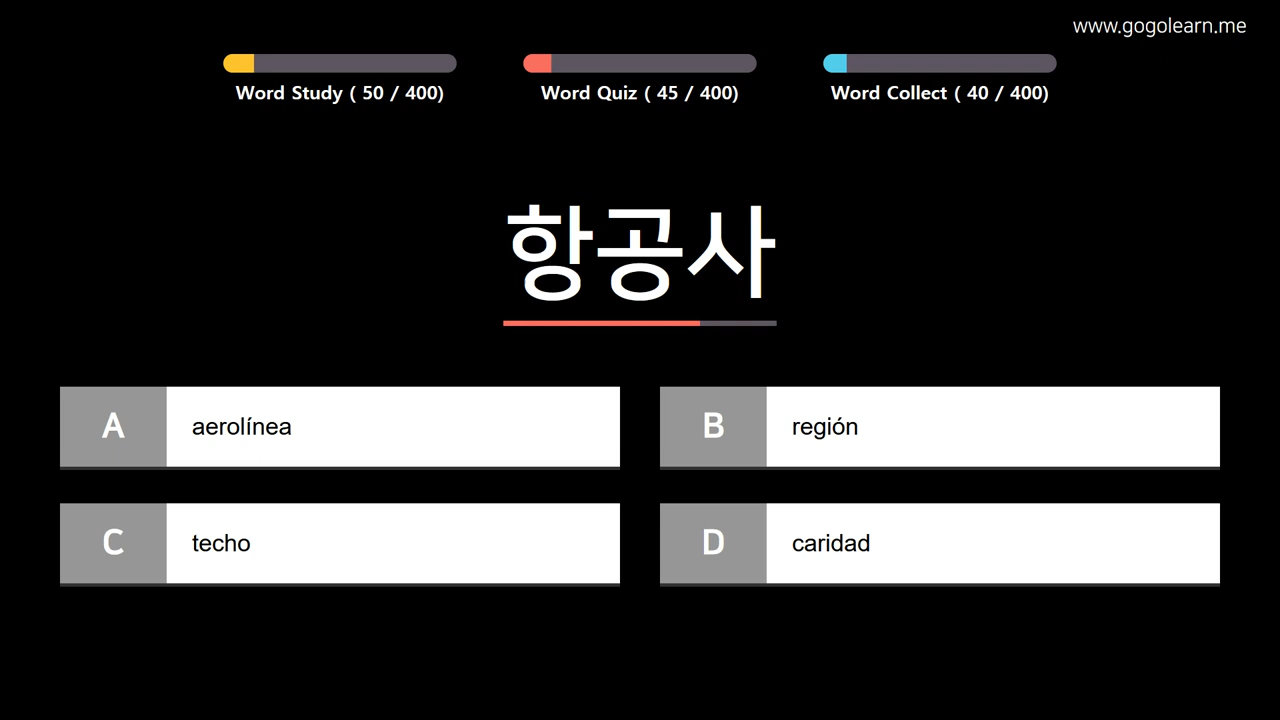 www.gogolearn.me
Word Study ( 50 / 400)
Word Quiz ( 45 / 400)
Word Collect ( 40 / 400)
항공사
A aerolínea
B región
C techo
D caridad